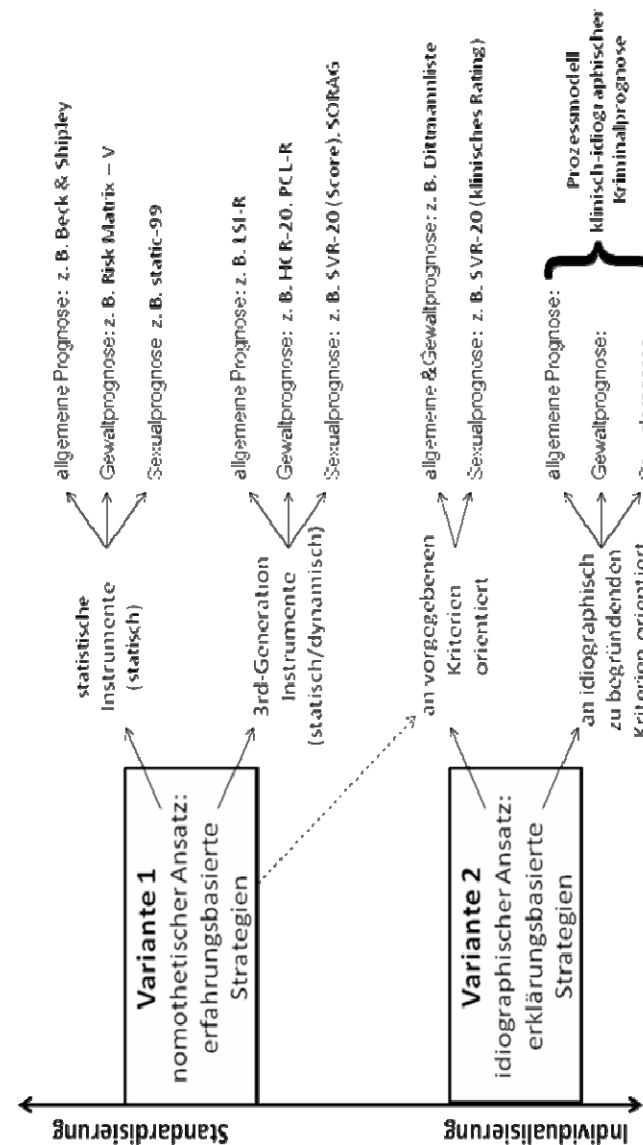 Standardisierung
Individualisierung
Variante 1
nomothetischer Ansatz:
erfahrungsbasierte
Strategien
statistische
Instrumente
(statisch)
allgemeine Prognose: z. B. Beck & Shipley
Gewaltprognose: z. B. Risk Matrix – V
Sexualprognose z. B. static-99
3rd-Generation
Instrumente
(statisch/dynamisch)
allgemeine Prognose: z. B. LSI-R
Gewaltprognose: z. B. HCR-20, PCL-R
Sexualprognose: z. B. SVR-20 (Score), SORAG
Variante 2
idiographischer Ansatz:
erklärungsbasierte
Strategien
an vorgegebenen
Kriterien
orientiert
allgemeine &Gewaltprognose: z. B. Dittmannliste
Sexualprognose: z. B. SVR-20 (klinisches Rating)
an idiographisch
zu begründenden
Kriterien orientiert
allgemeine Prognose:
Gewaltprognose:
Prozessmodell
klinisch-idiographischer
Kriminalprognose